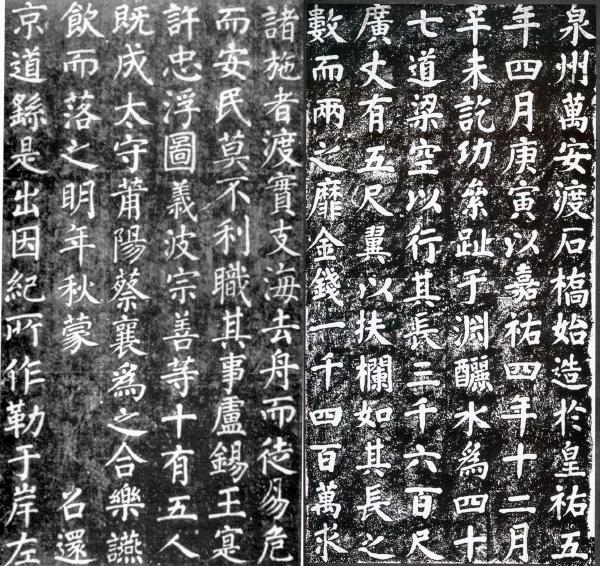 泉州萬安渡石橋始造於皇祐五
年四月庚寅以嘉祐四年十二月
辛未訖功絫趾于淵釃水爲四十
七道梁空以行其長三千六百尺
廣丈有五尺翼以扶欄如其長之
數而兩之靡金錢一千四百萬求
諸施者渡實支海去舟而徒易危
而安民莫不利職其事盧錫王寔
許忠浮圖義波宗善等十有五人
既成大守莆陽蔡襄爲之合樂讌
飲而落之明年秋蒙 召還
京道繇是出因紀所作勒于岸左